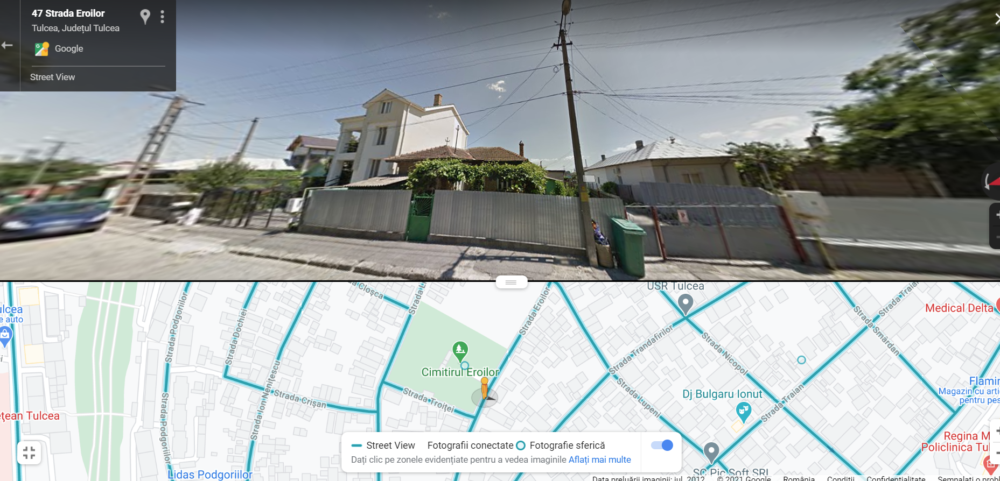 47 Strada Eroilor
Tulcea, Județul Tulcea
Google
Street View
USR Tulcea
Cloșca
Strada Podgoriilor
Strada Dochiei
Strada Eroilor
Strada Traian
Medical Delta
Strada Smârdan
Strada Trandafirilor
Strada Nicopol
Cimitirul Eroilor
Strada Ion Nenițescu
Strada Crișan
Strada Troiței
Strada Lupeni
Dj Bulgaru Ionut
Strada Traian
Magazin cu arti
pentru pes
Strada Podgoriilor
ețean Tulcea
ulcea
e auto
Flamin
Regina M
Policlinica Tul
Lidas Podgoriilor
SC Pic Soft SRL
Street View Fotografii conectate Fotografie sferică
Dați clic pe zonele evidențiate pentru a vedea imaginile Aflați mai multe
Data preluării imaginii: iul. 2012 © 2021 Google România Condiții Confidențialitate Semnalați o probl